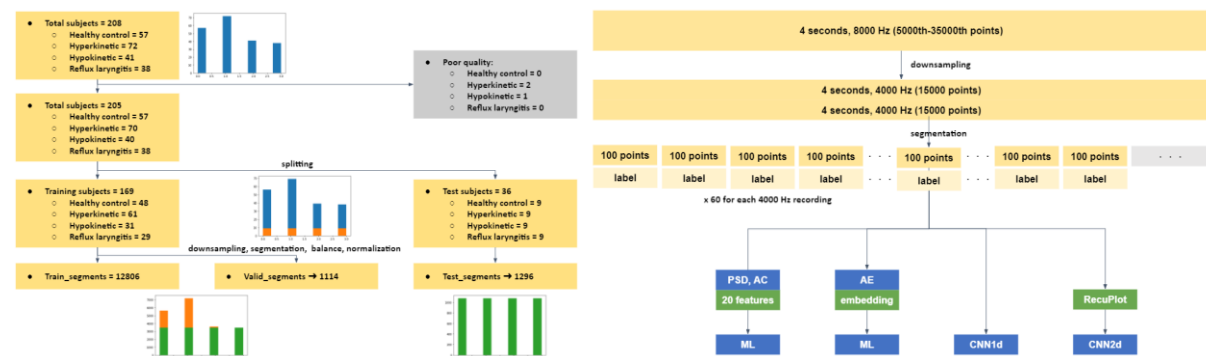 Total subjects = 208
Healthy control = 57
Hyperkinetic = 72
Hypokinetic = 41
Reflux laryngitis = 38
Poor quality:
Healthy control = 0
Hyperkinetic = 2
Hypokinetic = 1
Reflux laryngitis = 0
Total subjects = 205
Healthy control = 57
Hyperkinetic = 70
Hypokinetic = 40
Reflux laryngitis = 38
splitting
Training subjects = 169
Healthy control = 48
Hyperkinetic = 61
Hypokinetic = 31
Reflux laryngitis = 29
Test subjects = 36
Healthy control = 9
Hyperkinetic = 9
Hypokinetic = 9
Reflux laryngitis = 9
downsampling, segmentation, balance, normalization
Train_segments = 12806
Valid_segments → 1114
Test_segments → 1296
4 seconds, 8000 Hz (5000th-35000th points)
downsampling
4 seconds, 4000 Hz (15000 points)
4 seconds, 4000 Hz (15000 points)
segmentation
100 points 100 points 100 points 100 points · · · 100 points · · · 100 points 100 points · · ·
label label label label · · · label · · · label label
x 60 for each 4000 Hz recording
PSD, AC AE
20 features embedding RecuPlot
ML ML CNN1d CNN2d